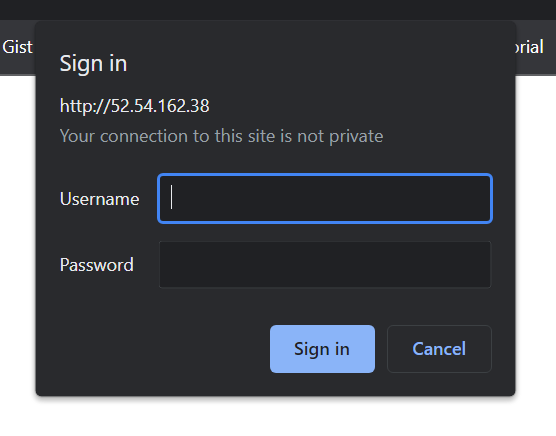 Gist
Sign in
http://52.54.162.38
Your connection to this site is not private
Username
Password
Sign in Cancel